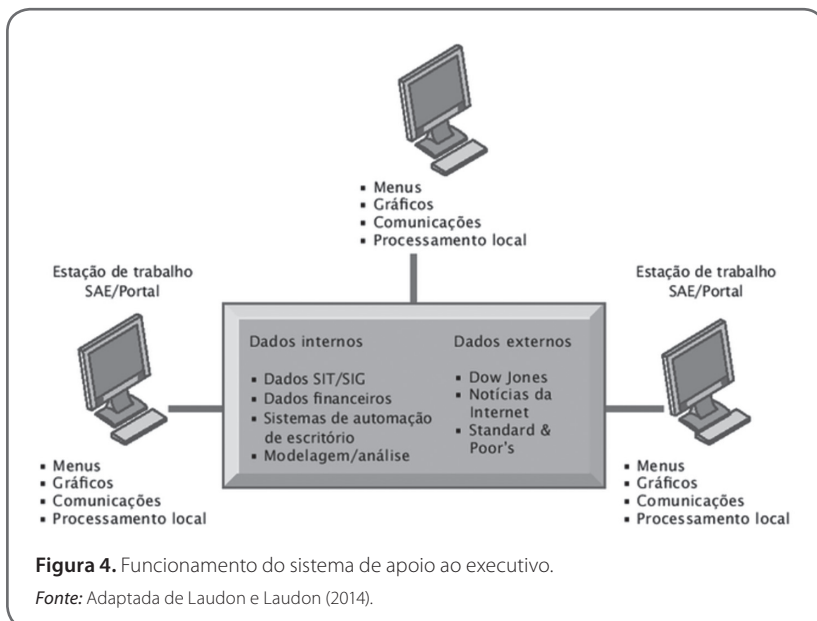 ▪ Menus
▪ Gráficos
▪ Comunicações
▪ Processamento local
Estação de trabalho
SAE/Portal
▪ Menus
▪ Gráficos
▪ Comunicações
▪ Processamento local
Dados internos
▪ Dados SIT/SIG
▪ Dados financeiros
▪ Sistemas de automação
de escritório
▪ Modelagem/análise
Dados externos
▪ Dow Jones
▪ Notícias da
Internet
▪ Standard &
Poor's
Estação de trabalho
SAE/Portal
▪ Menus
▪ Gráficos
▪ Comunicações
▪ Processamento local
Figura 4. Funcionamento do sistema de apoio ao executivo.
Fonte: Adaptada de Laudon e Laudon (2014).